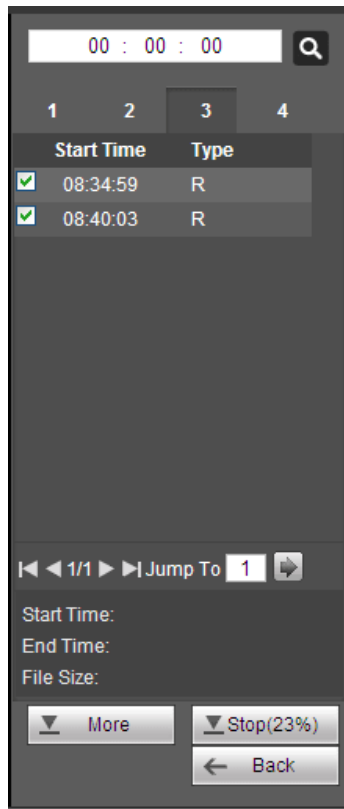 00 : 00 : 00
1 2 3 4
Start Time Type
08:34:59 R
08:40:03 R
1/1 Jump To 1
Start Time:
End Time:
File Size:
More Stop(23%)
Back